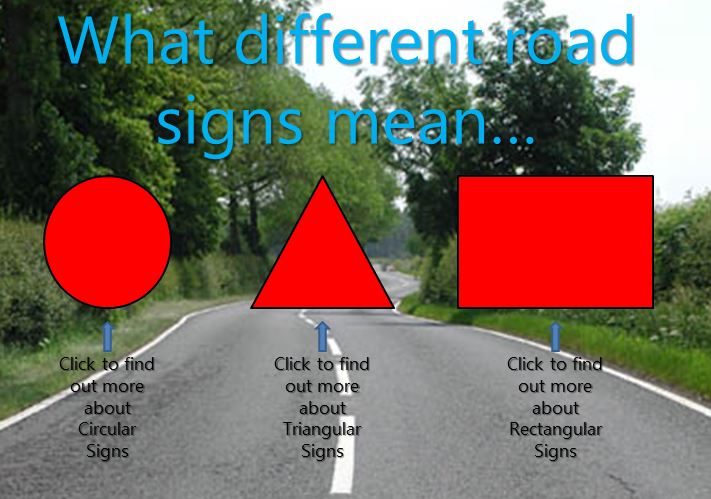 What different road
signs mean...
Click to find
out more
about
Circular
Signs
Click to find
out more
about
Triangular
Signs
Click to find
out more
about
Rectangular
Signs